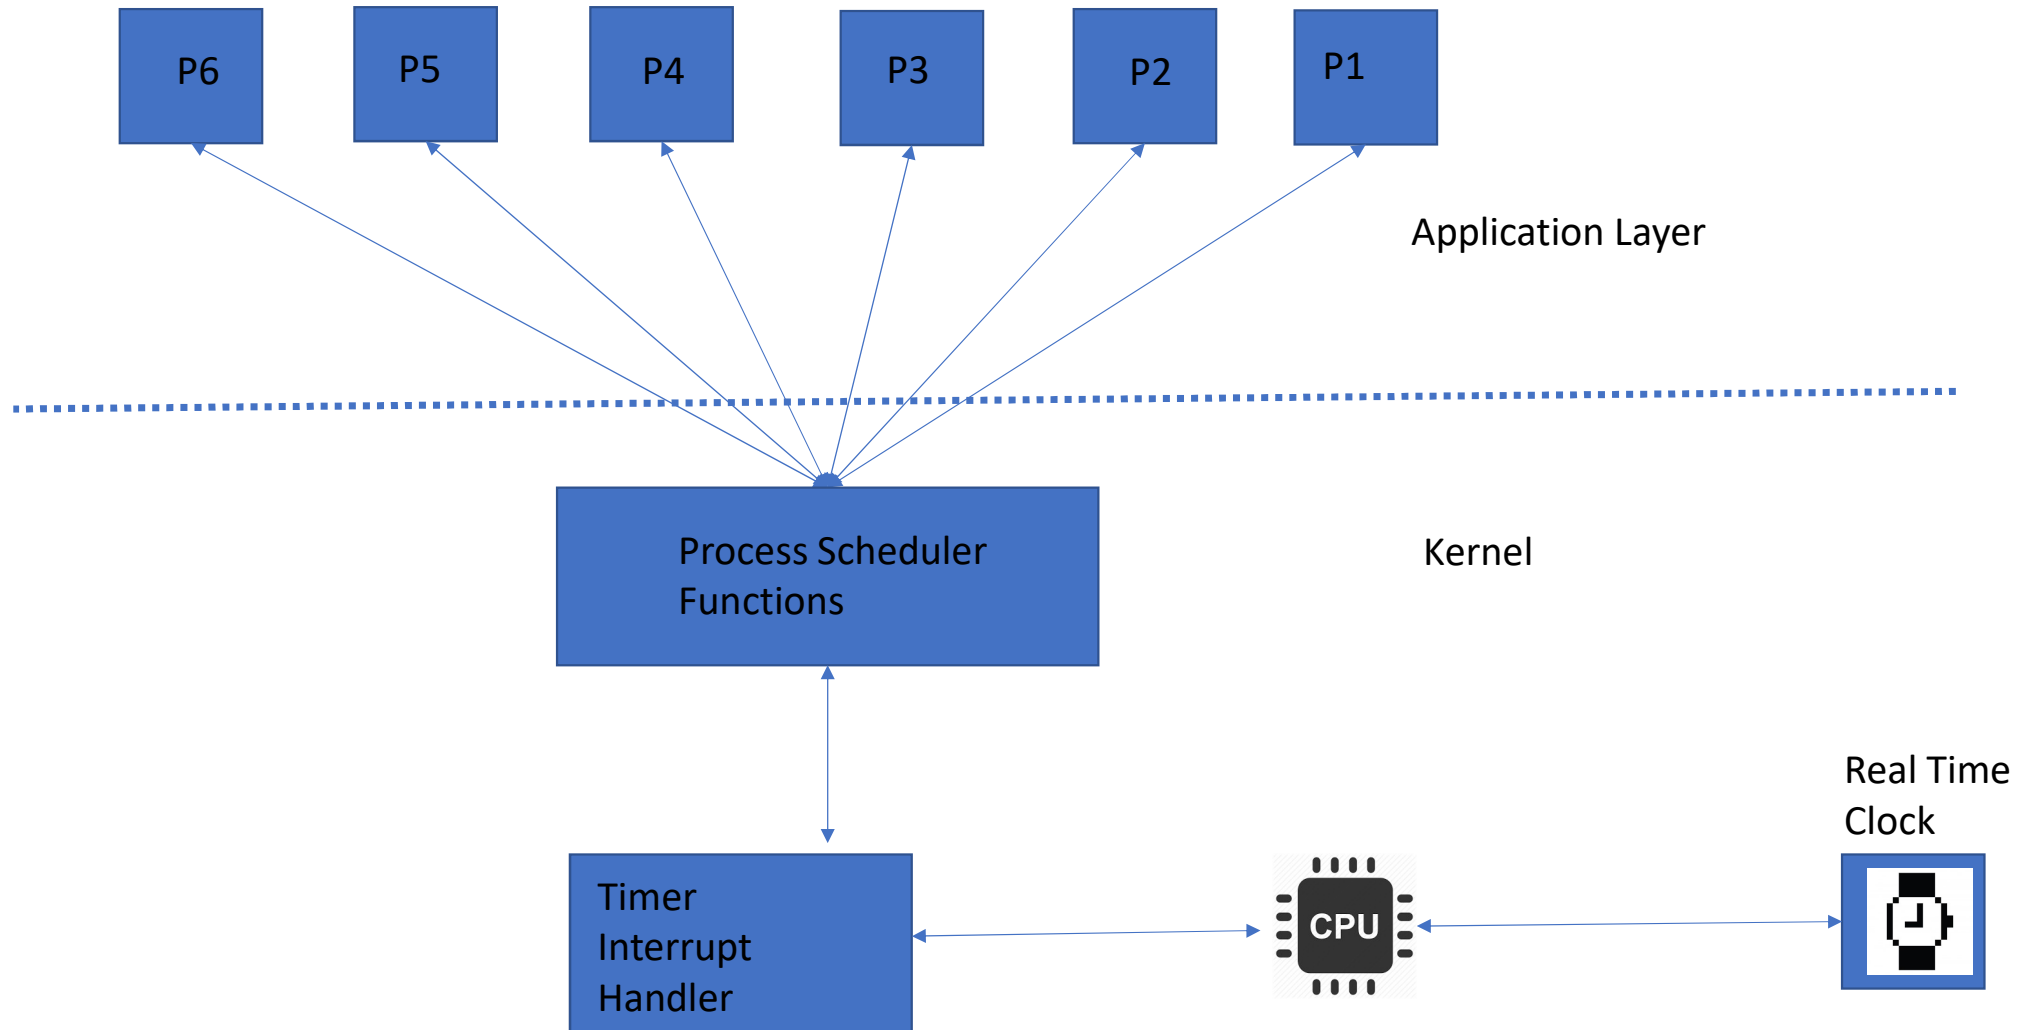 P6
P5
P4
P3
P2
P1
Application Layer
Process Scheduler
Functions
Kernel
Real Time
Clock
Timer
Interrupt
Handler
CPU